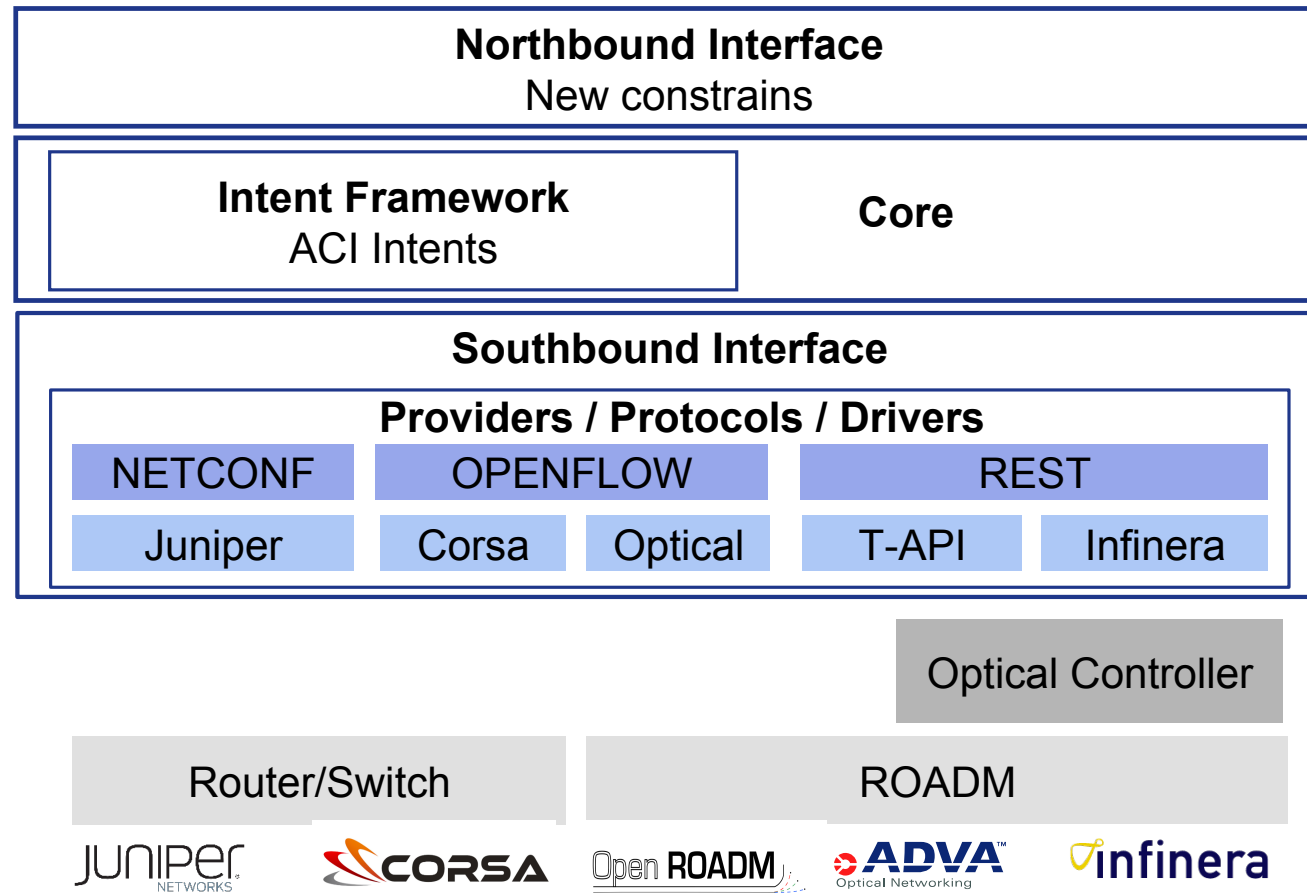 Northbound Interface
New constrains
Intent Framework
ACI Intents
Core
Southbound Interface
Providers / Protocols / Drivers
NETCONF OPENFLOW REST
Juniper Corsa Optical T-API Infinera
Optical Controller
Router/Switch ROADM
JUNIPEr. CORSA Open ROADM ADVA™ infinera
NETWORKS Optical Networking